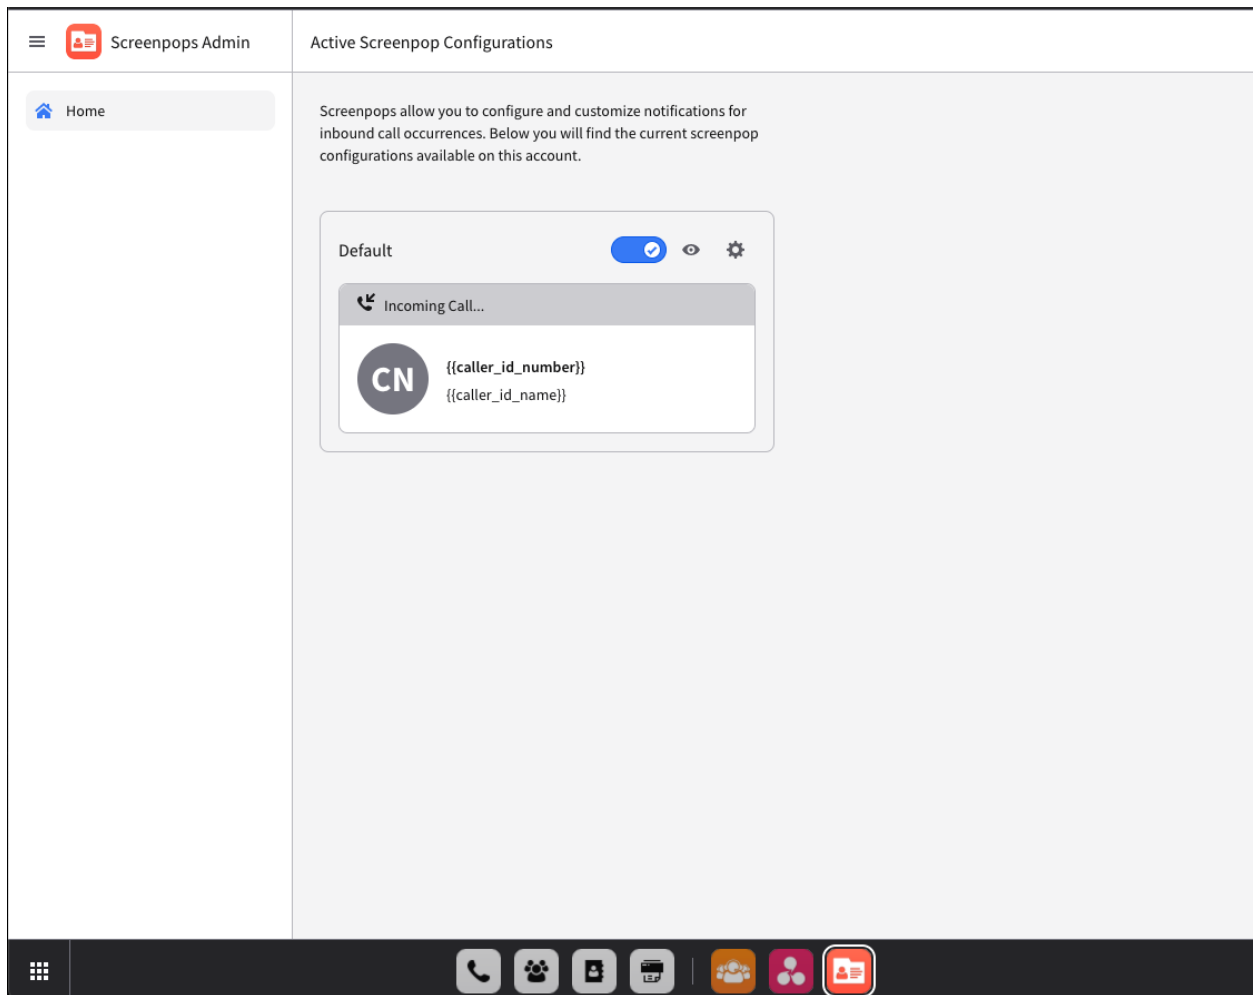 Screenpops Admin
Active Screenpop Configurations
Home
Screenpops allow you to configure and customize notifications for
inbound call occurrences. Below you will find the current screenpop
configurations available on this account.
Default
Incoming Call...
CN
{{caller_id_number}}
{{caller_id_name}}